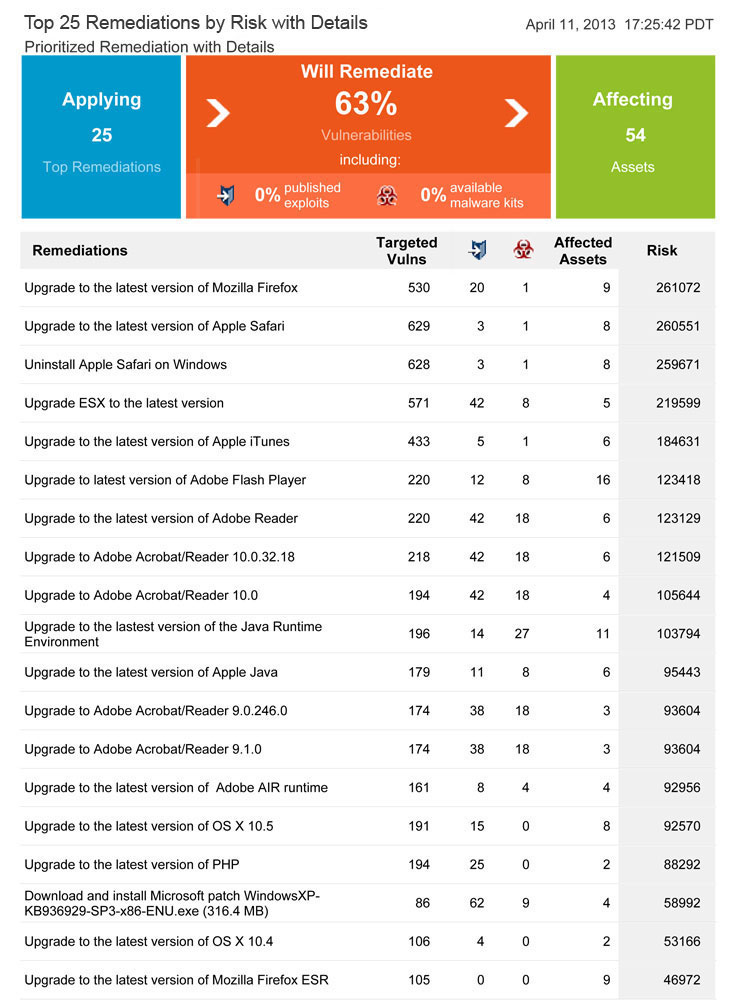 Top 25 Remediations by Risk with Details
April 11, 2013 17:25:42 PDT
Prioritized Remediation with Details
Applying
25
Top Remediations
Will Remediate
63%
Vulnerabilities
including:
0% published exploits
0% available malware kits
Affecting
54
Assets
Remediations Targeted Vulns Affected Assets Risk
Upgrade to the latest version of Mozilla Firefox 530 20 1 9 261072
Upgrade to the latest version of Apple Safari 629 3 1 8 260551
Uninstall Apple Safari on Windows 628 3 1 8 259671
Upgrade ESX to the latest version 571 42 8 5 219599
Upgrade to the latest version of Apple iTunes 433 5 1 6 184631
Upgrade to latest version of Adobe Flash Player 220 12 8 16 123418
Upgrade to the latest version of Adobe Reader 220 42 18 6 123129
Upgrade to Adobe Acrobat/Reader 10.0.32.18 218 42 18 6 121509
Upgrade to Adobe Acrobat/Reader 10.0 194 42 18 4 105644
Upgrade to the lastest version of the Java Runtime
Environment 196 14 27 11 103794
Upgrade to the latest version of Apple Java 179 11 8 6 95443
Upgrade to Adobe Acrobat/Reader 9.0.246.0 174 38 18 3 93604
Upgrade to Adobe Acrobat/Reader 9.1.0 174 38 18 3 93604
Upgrade to the latest version of Adobe AIR runtime 161 8 4 4 92956
Upgrade to the latest version of OS X 10.5 191 15 0 8 92570
Upgrade to the latest version of PHP 194 25 0 2 88292
Download and install Microsoft patch WindowsXP-
KB936929-SP3-x86-ENU.exe (316.4 MB) 86 62 9 4 58992
Upgrade to the latest version of OS X 10.4 106 4 0 2 53166
Upgrade to the latest version of Mozilla Firefox ESR 105 0 0 9 46972